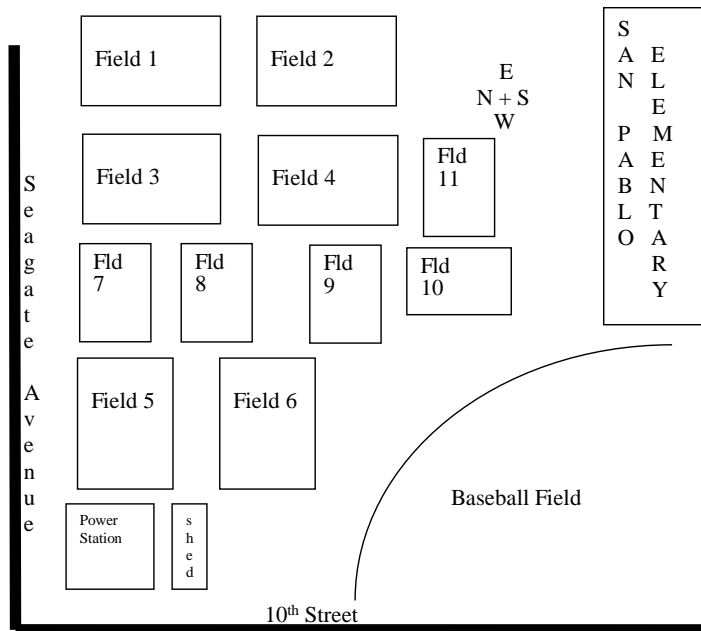 Field 1
Field 2
E
N + S
W
SAN PABLO
ELEMENTARY
Field 3
Field 4
Fld
11
Seagate Avenue
Fld
7
Fld
8
Fld
9
Fld
10
Field 5
Field 6
Baseball Field
Power
Station
shed
10th Street